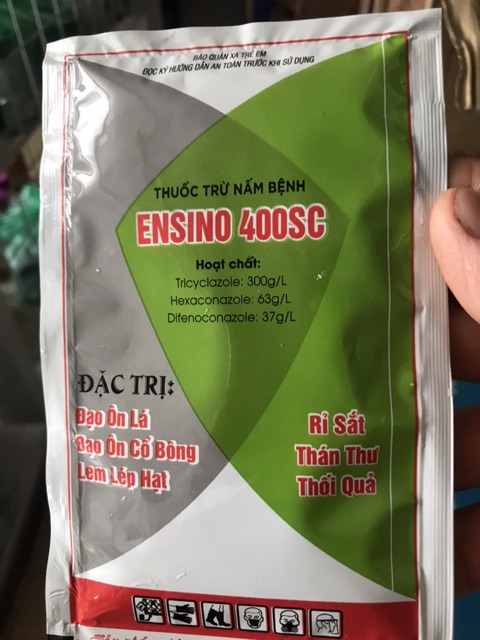 BẢO QUẢN XA TRẺ EM
ĐỌC KỸ HƯỚNG DẪN AN TOÀN TRƯỚC KHI SỬ DỤNG
THUỐC TRỪ NẤM BỆNH
ENSINO 400SC
Hoạt chất:
Tricyclazole: 300g/L
Hexaconazole: 63g/L
Difenoconazole: 37g/L
ĐẶC TRỊ:
Đạo Ôn Lá
Đạo Ôn Cổ Bông
Lem Lép Hạt
Rỉ Sắt
Thán Thư
Thối Quả